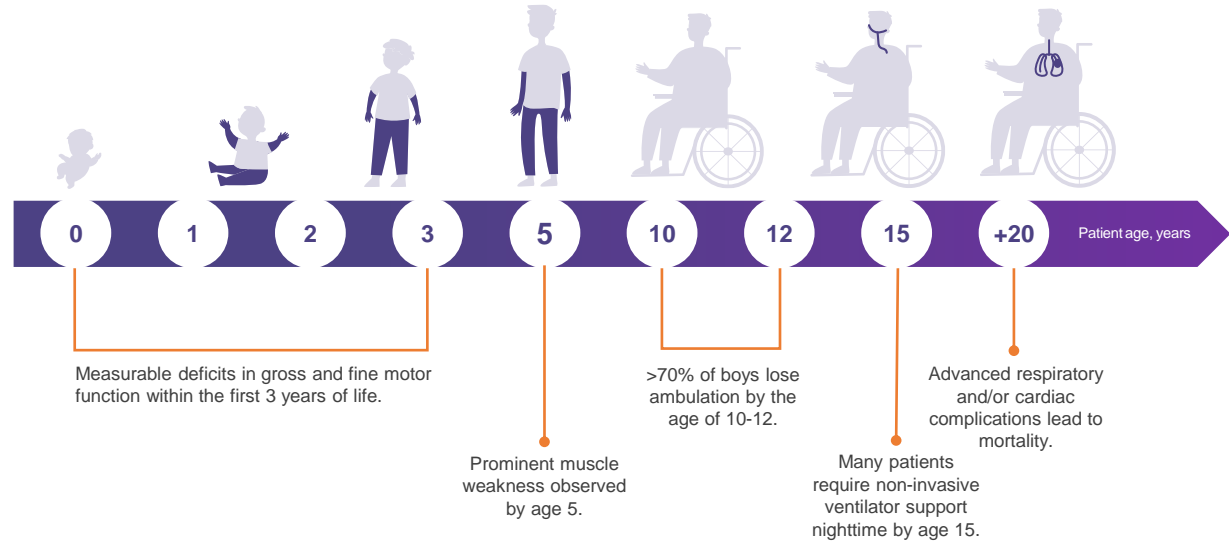 0
1
2
3
5
10
12
15
+20
Patient age, years
Measurable deficits in gross and fine motor
function within the first 3 years of life.
Prominent muscle
weakness observed
by age 5.
>70% of boys lose
ambulation by the
age of 10-12.
Many patients
require non-invasive
ventilator support
nighttime by age 15.
Advanced respiratory
and/or cardiac
complications lead to
mortality.